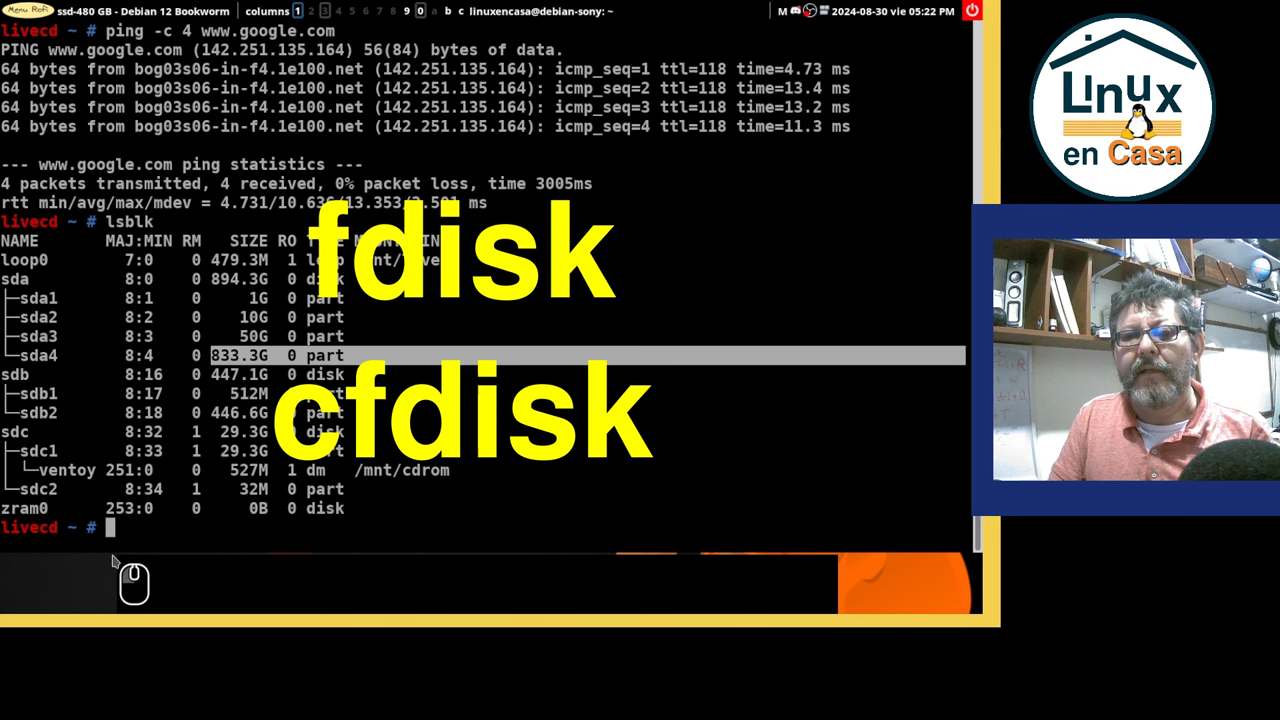 Menu Rofi ssd-480 GB - Debian 12 Bookworm columns 1 2 3 4 5 6 7 8 9 0 a b c linuxencasa@debian-sony: ~ M 2024-08-30 vie 05:22 PM
livecd ~ # ping -c 4 www.google.com
PING www.google.com (142.251.135.164) 56(84) bytes of data.
64 bytes from bog03s06-in-f4.1e100.net (142.251.135.164): icmp_seq=1 ttl=118 time=4.73 ms
64 bytes from bog03s06-in-f4.1e100.net (142.251.135.164): icmp_seq=2 ttl=118 time=13.4 ms
64 bytes from bog03s06-in-f4.1e100.net (142.251.135.164): icmp_seq=3 ttl=118 time=13.2 ms
64 bytes from bog03s06-in-f4.1e100.net (142.251.135.164): icmp_seq=4 ttl=118 time=11.3 ms
--- www.google.com ping statistics ---
4 packets transmitted, 4 received, 0% packet loss, time 3005ms
rtt min/avg/max/mdev = 4.731/10.636/13.353/ ms
livecd ~ # lsblk
NAME MAJ:MIN RM SIZE RO
loop0 7:0 0 479.3M 1
sda 8:0 0 894.3G 0 disk
├─sda1 8:1 0 1G 0 part
├─sda2 8:2 0 10G 0 part
├─sda3 8:3 0 50G 0 part
└─sda4 8:4 0 833.3G 0 part
sdb 8:16 0 447.1G 0 disk
├─sdb1 8:17 0 512M 0 part
└─sdb2 8:18 0 446.6G 0 part
sdc 8:32 1 29.3G 0 disk
├─sdc1 8:33 1 29.3G 0 part
│ └─ventoy 251:0 0 527M 1 dm /mnt/cdrom
└─sdc2 8:34 1 32M 0 part
zram0 253:0 0 0B 0 disk
livecd ~ #
fdisk
cfdisk
LInux
en Casa